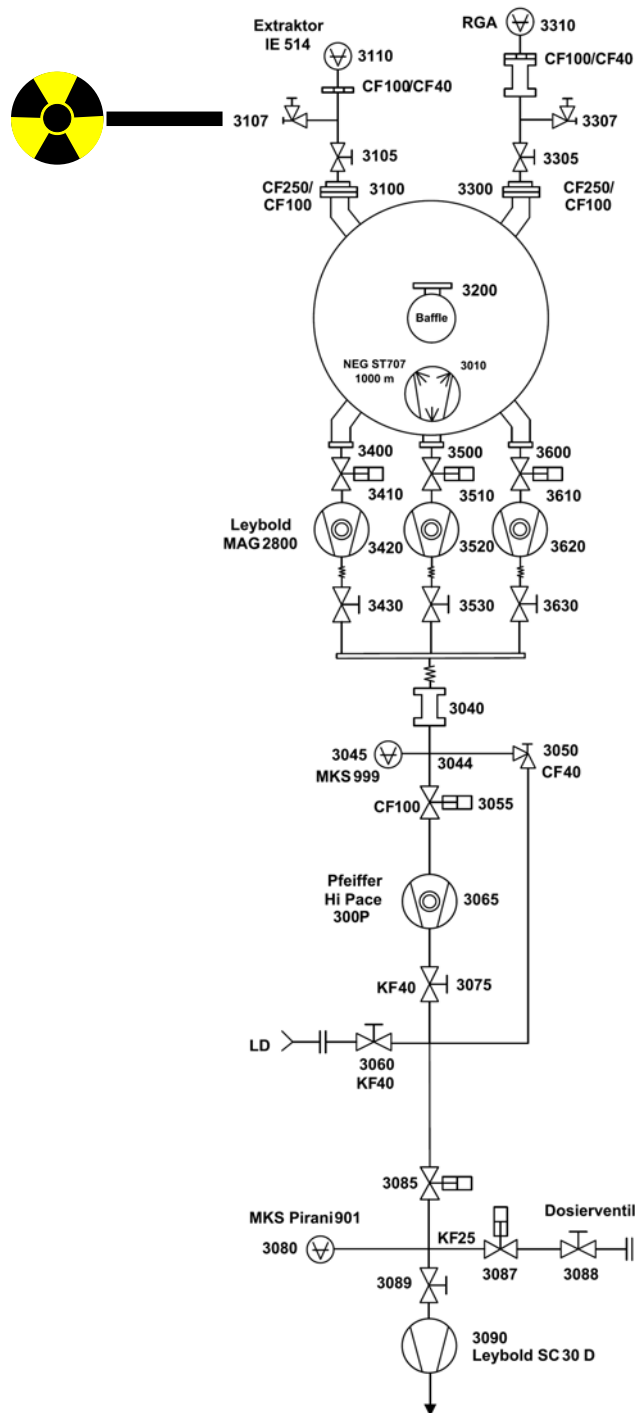 Extraktor
IE 514
3110
RGA
3310
CF100/CF40
CF100/CF40
3107
3307
3105
3305
CF250/
CF100
3100
3300
CF250/
CF100
3200
Baffle
NEG ST707
1000 m
3010
3400
3500
3600
3410
3510
3610
Leybold
MAG 2800
3420
3520
3620
3430
3530
3630
3040
3045
MKS 999
3044
3050
CF40
CF100
3055
Pfeiffer
Hi Pace
300P
3065
KF40
3075
LD
3060
KF40
3085
MKS Pirani 901
3080
KF25
Dosierventil
3087
3088
3089
3090
Leybold SC 30 D